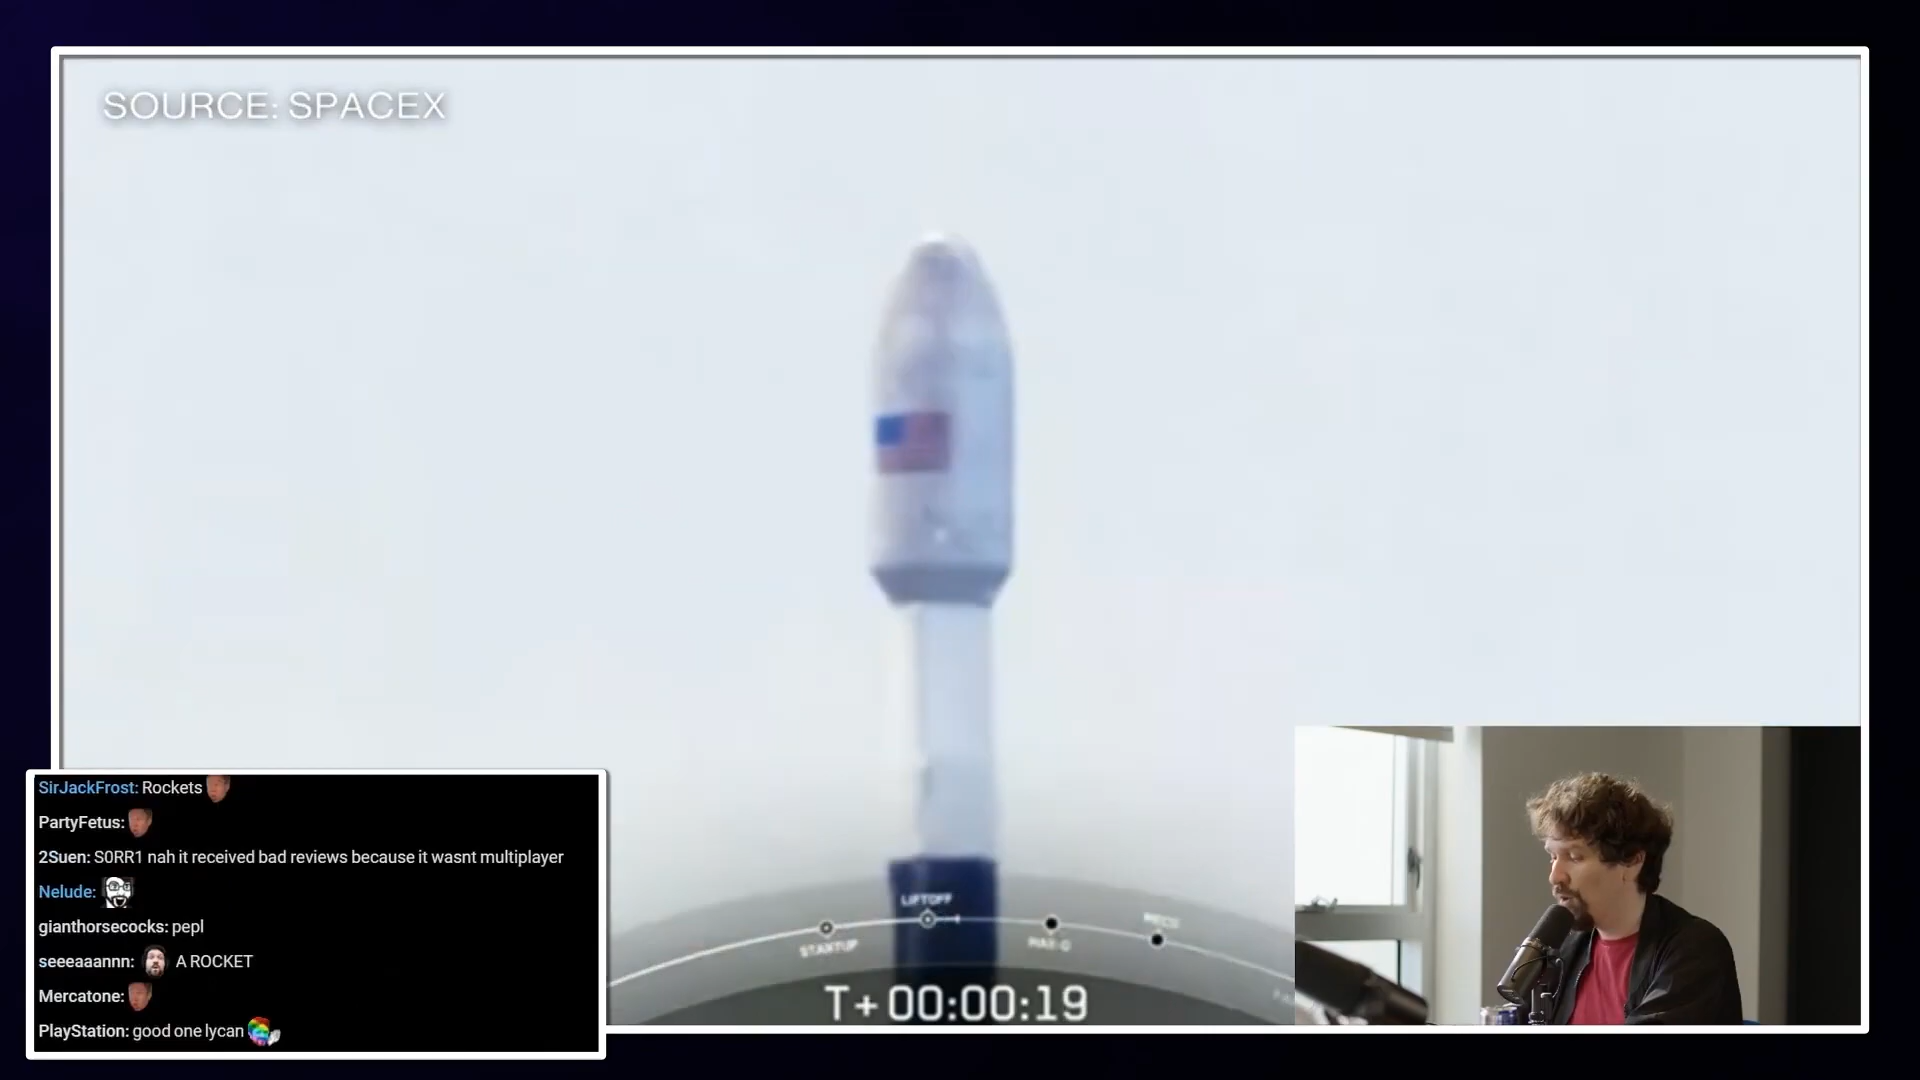 SOURCE: SPACEX
SirJackFrost: Rockets
PartyFetus:
2Suen: S0RR1 nah it received bad reviews because it wasnt multiplayer
Nelude:
gianthorsecocks: pepl
seeeaaannn: A ROCKET
Mercatone:
PlayStation: good one lycan
LIFTOFF
STARTUP
MAX-Q
MECO
T+00:00:19